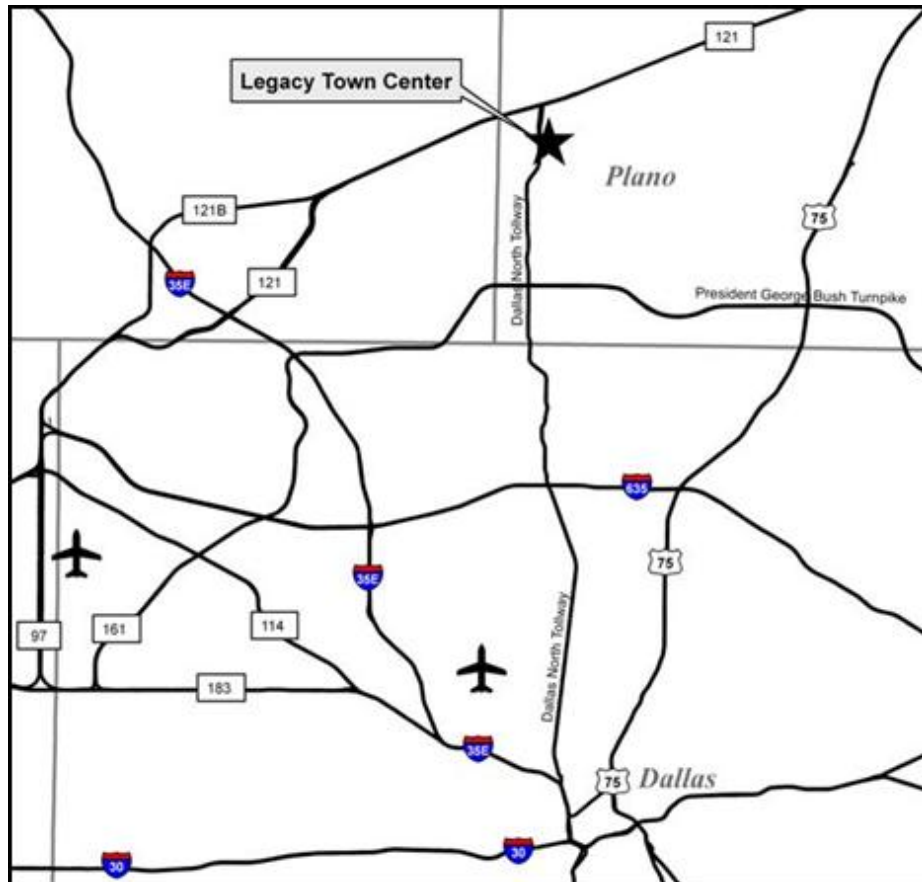 121
Legacy Town Center
Plano
121B
75
Dallas North Tollway
121
35E
President George Bush Turnpike
635
75
35E
161
114
97
Dallas North Tollway
183
35E
75
Dallas
30
30